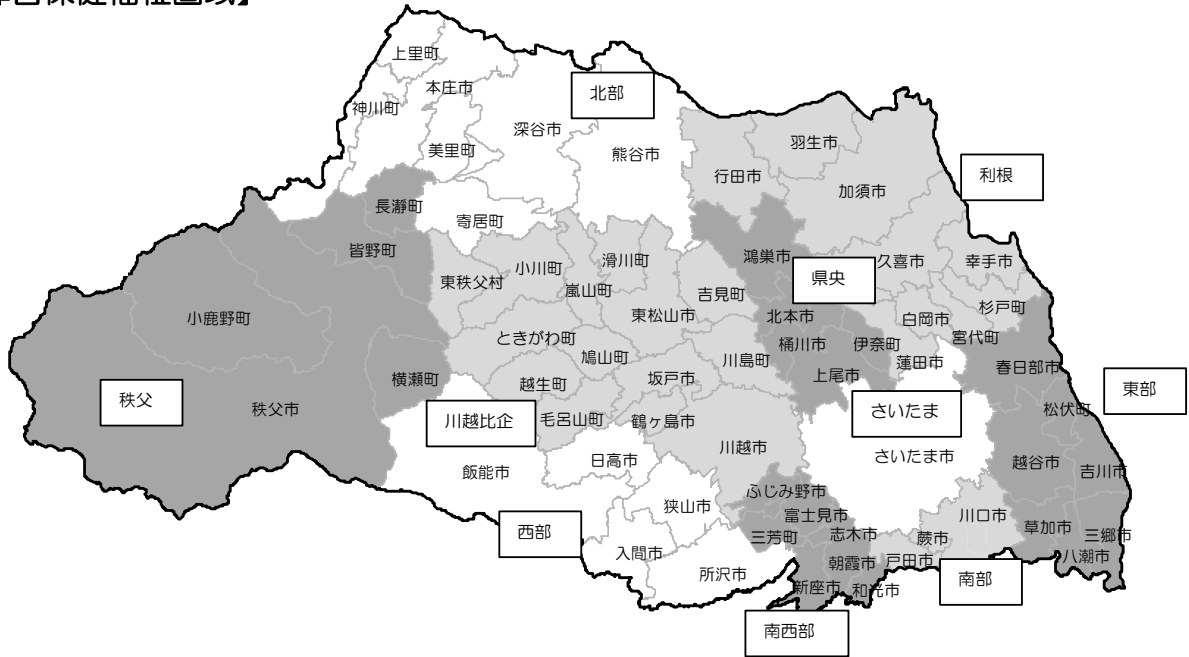 障害保健福祉圏域】
上里町
本庄市
神川町
美里町
深谷市
北部
熊谷市
羽生市
行田市
加須市
利根
長瀞町
寄居町
皆野町
鴻巣市
県央
久喜市
幸手市
東秩父村
小川町
滑川町
嵐山町
吉見町
東松山市
北本市
白岡市
杉戸町
小鹿野町
ときがわ町
鳩山町
川島町
桶川市
伊奈町
宮代町
蓮田市
春日部市
横瀬町
越生町
坂戸市
上尾市
東部
秩父
秩父市
川越比企
毛呂山町
鶴ヶ島市
さいたま
松伏町
川越市
さいたま市
飯能市
日高市
越谷市
吉川市
ふじみ野市
狭山市
富士見市
川口市
西部
三芳町
志木市
蕨市
草加市
三郷市
入間市
朝霞市
戸田市
八潮市
所沢市
新座市
和光市
南部
南西部